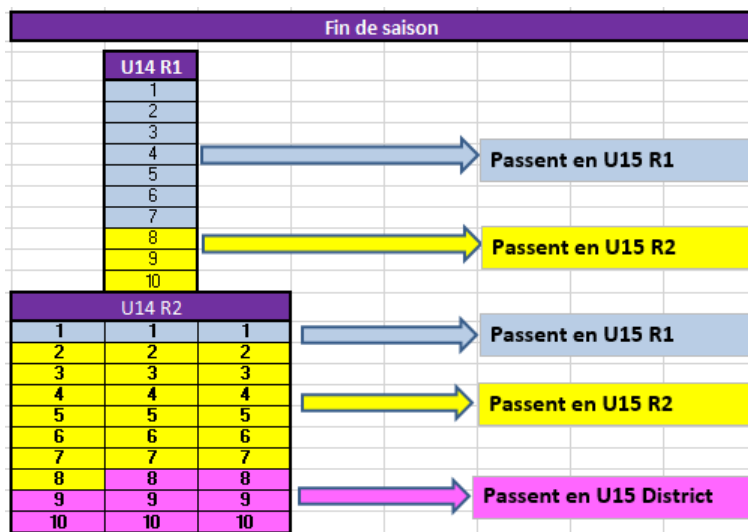 Fin de saison
U14 R1
1
2
3
4 Passent en U15 R1
5
6
7
8 Passent en U15 R2
9
10
U14 R2
1 1 1 Passent en U15 R1
2 2 2
3 3 3
4 4 4 Passent en U15 R2
5 5 5
6 6 6
7 7 7
8 8 8
9 9 9 Passent en U15 District
10 10 10